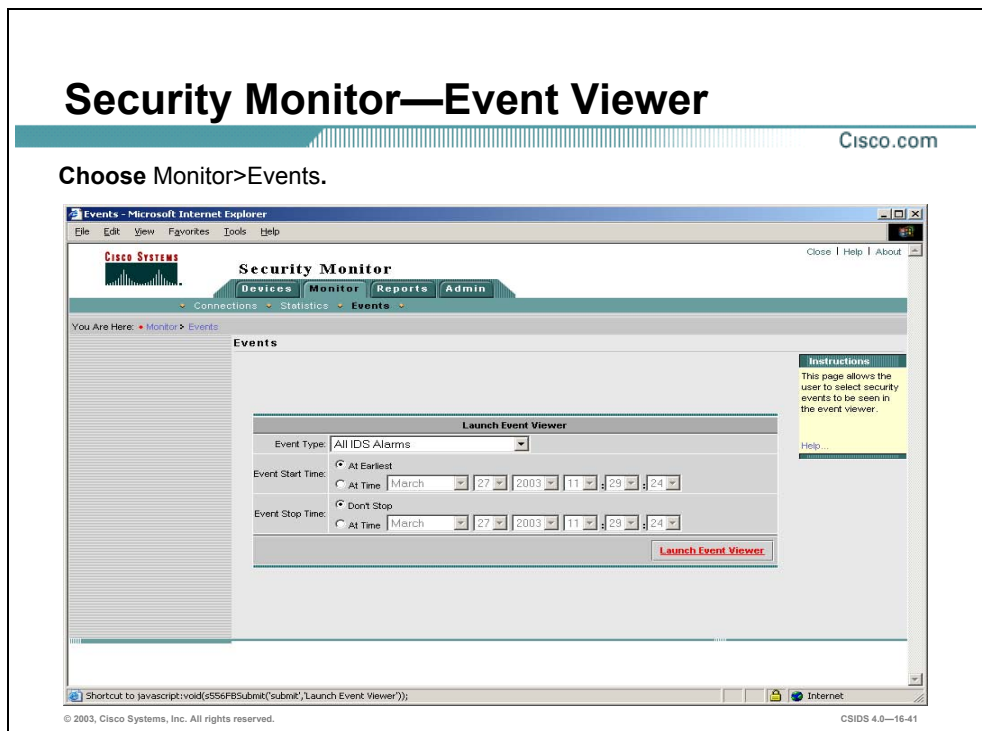 Security Monitor—Event Viewer
Cisco.com
Choose Monitor>Events.
Events - Microsoft Internet Explorer
File Edit View Favorites Tools Help
Close | Help | About
CISCO SYSTEMS
Security Monitor
Devices Monitor Reports Admin
Connections Statistics Events
You Are Here: Monitor > Events
Events
Instructions
This page allows the
user to select security
events to be seen in
the event viewer.
Help...
Launch Event Viewer
Event Type: All IDS Alarms
Event Start Time: At Earliest
At Time March 27 2003 11 : 29 : 24
Event Stop Time: Don't Stop
At Time March 27 2003 11 : 29 : 24
Launch Event Viewer
Shortcut to javascript:void(s556FBSubmit('submit','Launch Event Viewer'));
Internet
© 2003, Cisco Systems, Inc. All rights reserved.
CSIDS 4.0—16-41